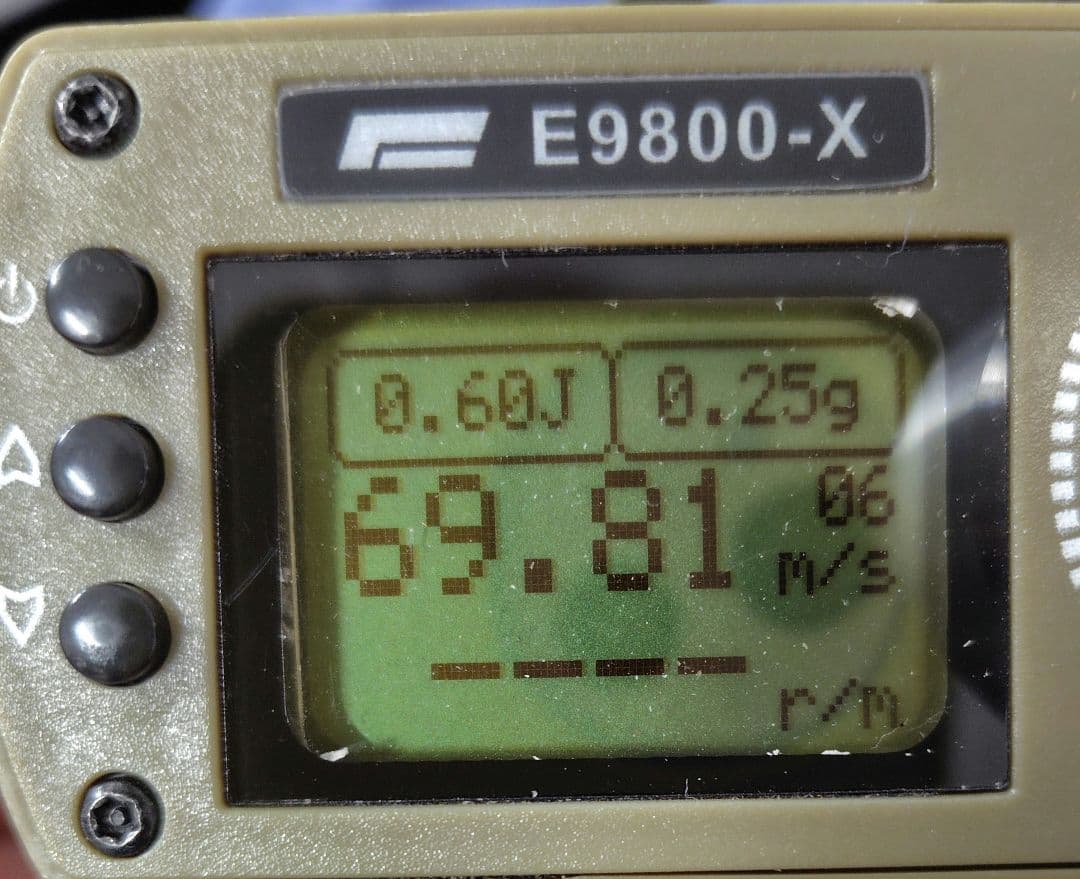 E9800-X
0.60J 0.25g
06
69.81 m/s
---- r/m